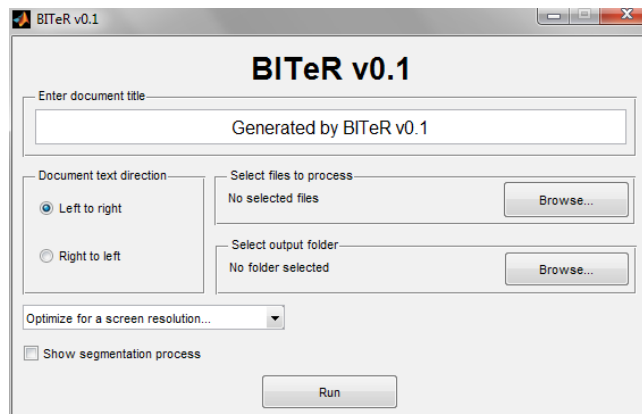 BITeR v0.1
BITeR v0.1
Enter document title
Generated by BITeR v0.1
Document text direction
Left to right
Right to left
Select files to process
No selected files
Browse...
Select output folder
No folder selected
Browse...
Optimize for a screen resolution...
Show segmentation process
Run